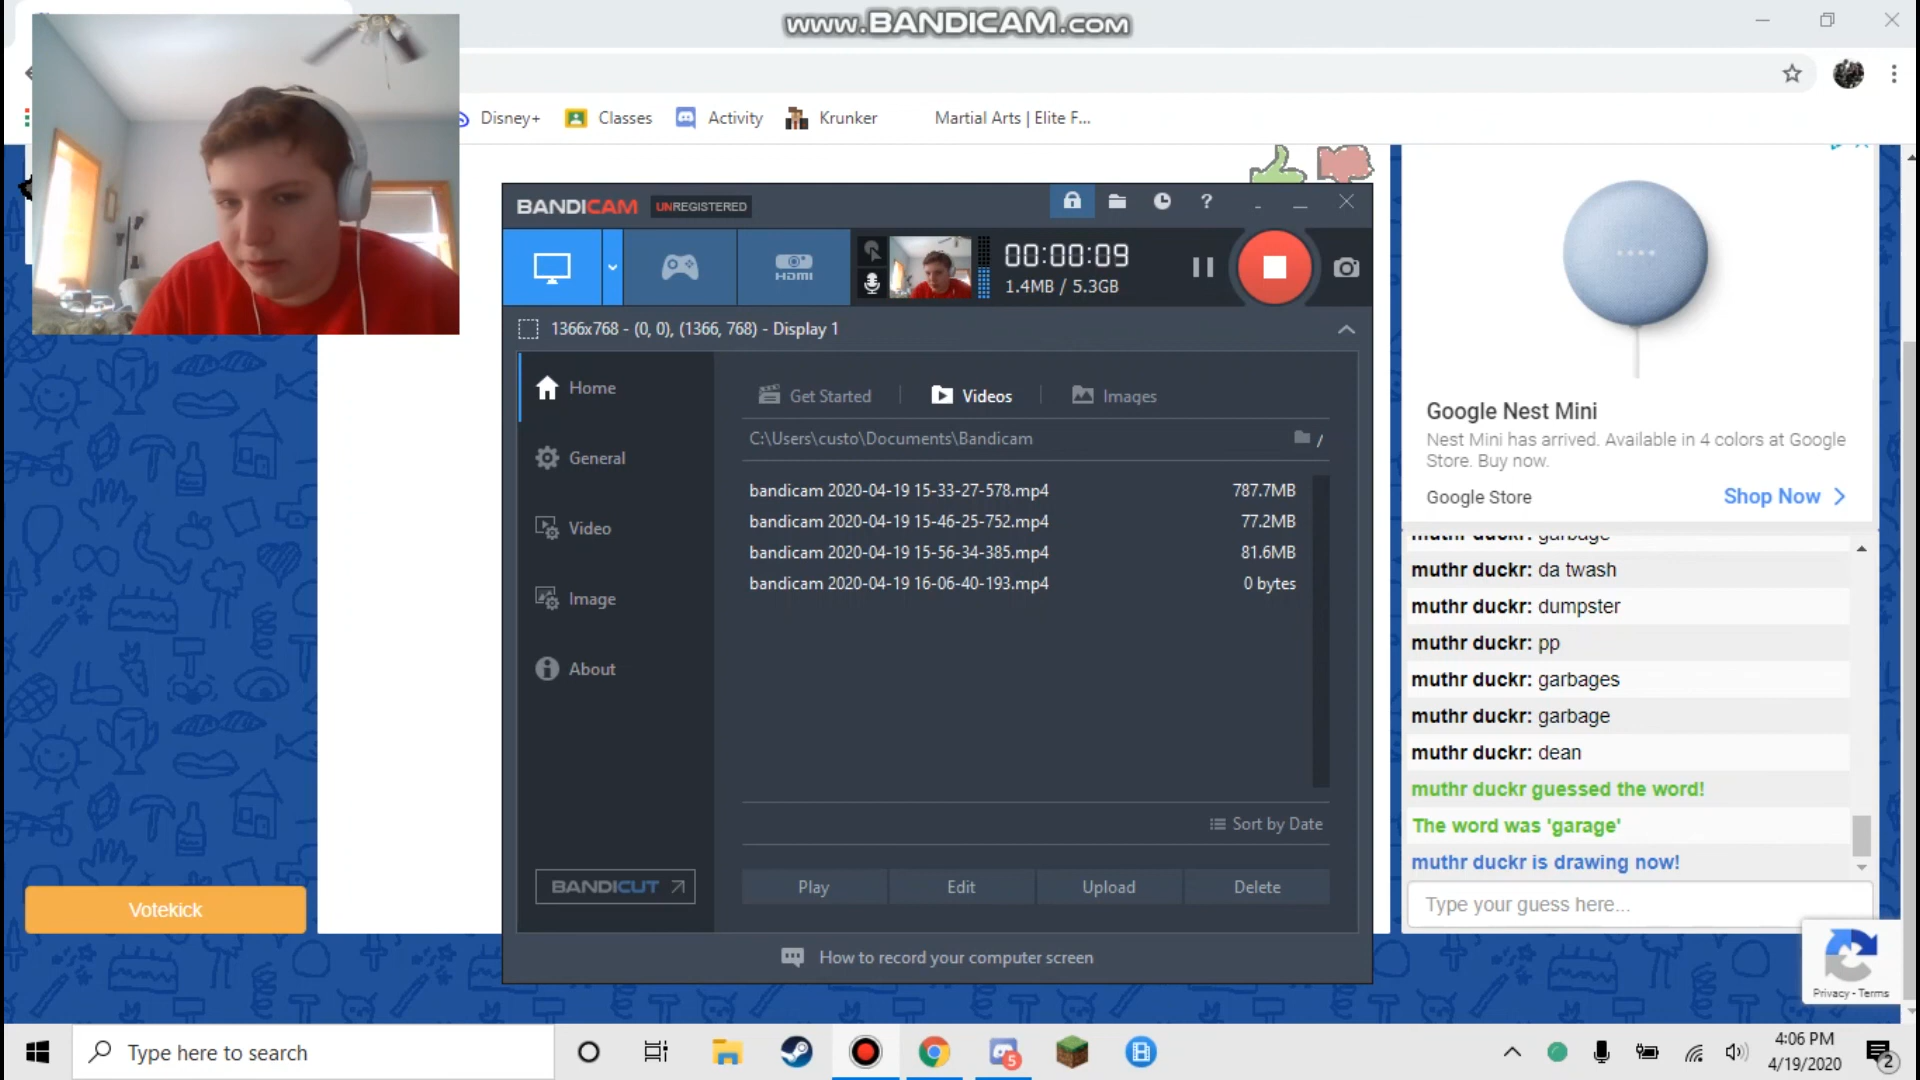 www.BANDICAM.com
Disney+
Classes
Activity
Krunker
Martial Arts | Elite F...
BANDICAM UNREGISTERED
?
HDMI
00:00:09
1.4MB / 5.3GB
1366x768 - (0, 0), (1366, 768) - Display 1
Home
General
Video
Image
About
Get Started
Videos
Images
C:\Users\custo\Documents\Bandicam
/
bandicam 2020-04-19 15-33-27-578.mp4 787.7MB
bandicam 2020-04-19 15-46-25-752.mp4 77.2MB
bandicam 2020-04-19 15-56-34-385.mp4 81.6MB
bandicam 2020-04-19 16-06-40-193.mp4 0 bytes
Sort by Date
BANDICUT
Play
Edit
Upload
Delete
How to record your computer screen
Google Nest Mini
Nest Mini has arrived. Available in 4 colors at Google
Store. Buy now.
Google Store
Shop Now
muthr duckr: garbage
muthr duckr: da twash
muthr duckr: dumpster
muthr duckr: pp
muthr duckr: garbages
muthr duckr: garbage
muthr duckr: dean
muthr duckr guessed the word!
The word was 'garage'
muthr duckr is drawing now!
Type your guess here...
Votekick
Privacy - Terms
Type here to search
5
4:06 PM
4/19/2020
2